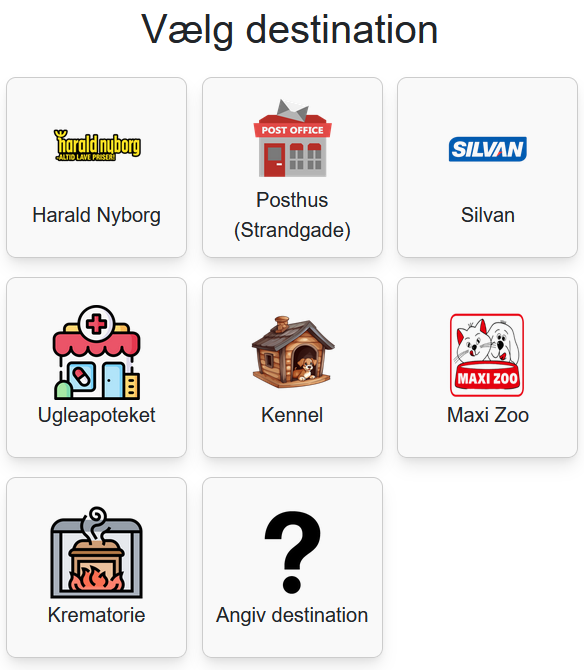 Vælg destination
harald nyborg
ALTID LAVE PRISER!
Harald Nyborg
POST OFFICE
Posthus
(Strandgade)
SILVAN
Silvan
Ugleapoteket
Kennel
MAXI ZOO
Maxi Zoo
Krematorie
?
Angiv destination